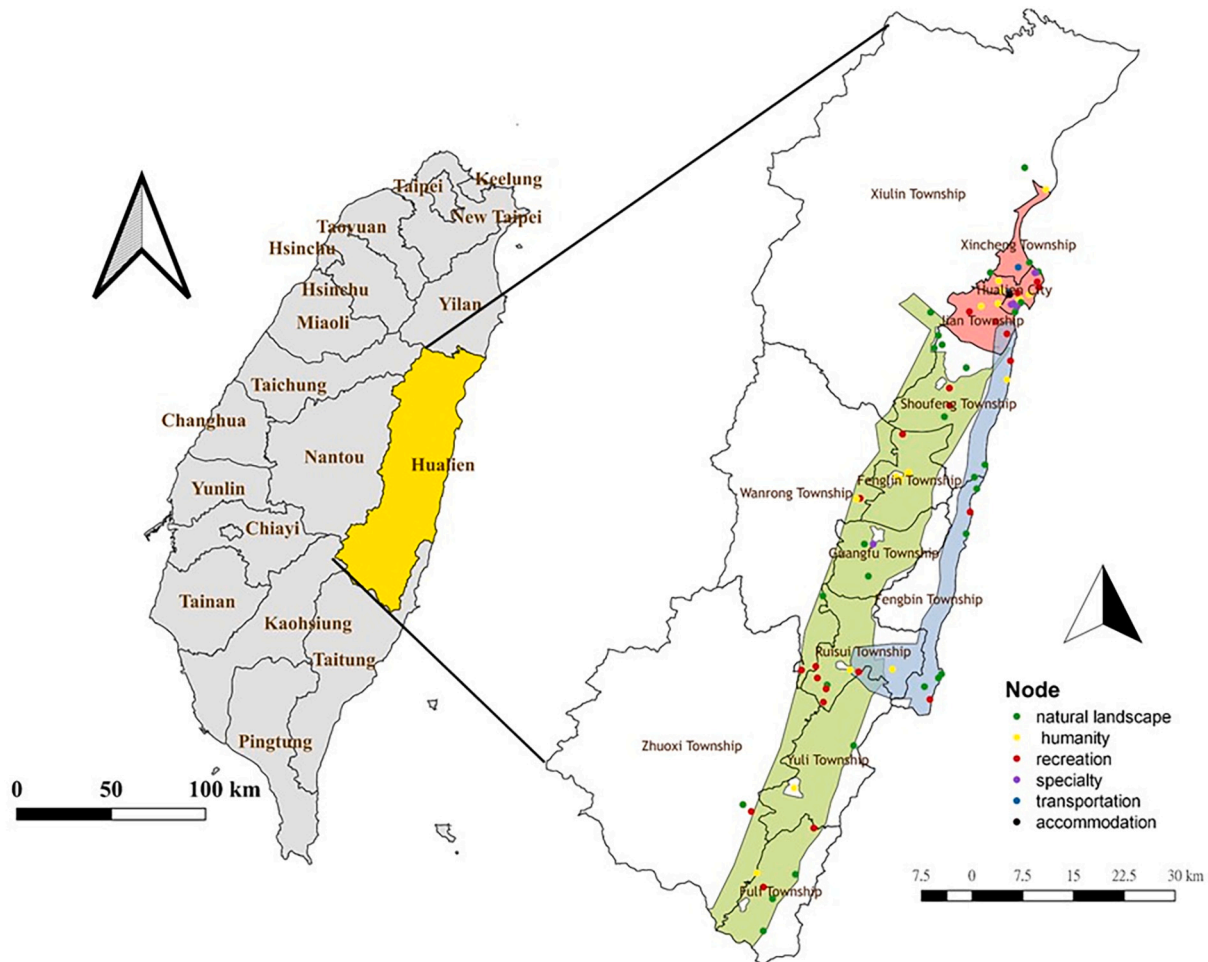 Taipei
Keelung
New Taipei
Taoyuan
Hsinchu
Hsinchu
Yilan
Miaoli
Taichung
Changhua
Nantou
Hualien
Yunlin
Chiayi
Tainan
Kaohsiung
Taitung
Pingtung
0 50 100 km
Xiulin Township
Xincheng Township
Hualien City
Jian Township
Shoufeng Township
Fenglin Township
Wanrong Township
Guangfu Township
Fengbin Township
Ruisui Township
Zhuoxi Township
Yuli Township
Fuli Township
Node
natural landscape
humanity
recreation
specialty
transportation
accommodation
7.5 0 7.5 15 22.5 30 km